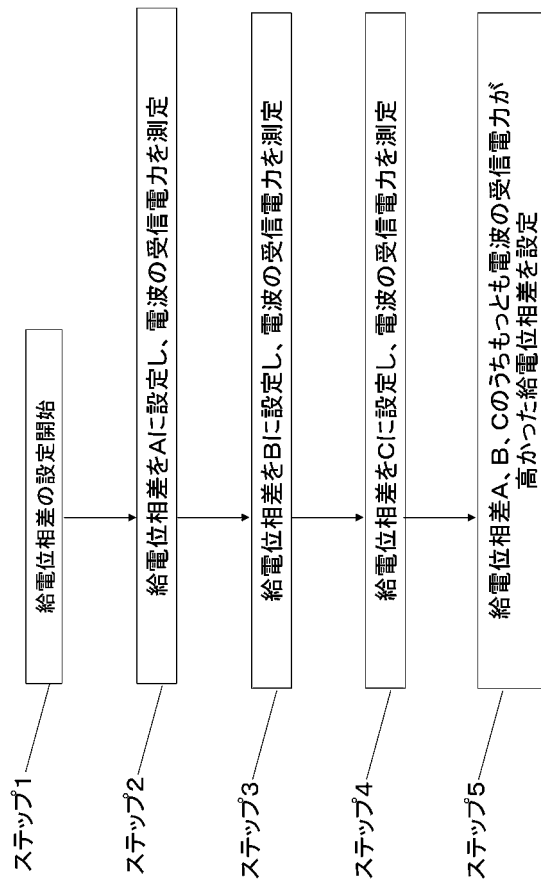 ステップ1
給電位相差の設定開始
ステップ2
給電位相差をAに設定し、電波の受信電力を測定
ステップ3
給電位相差をBに設定し、電波の受信電力を測定
ステップ4
給電位相差をCに設定し、電波の受信電力を測定
ステップ5
給電位相差A、B、Cのうちもっとも電波の受信電力が
高かった給電位相差を設定